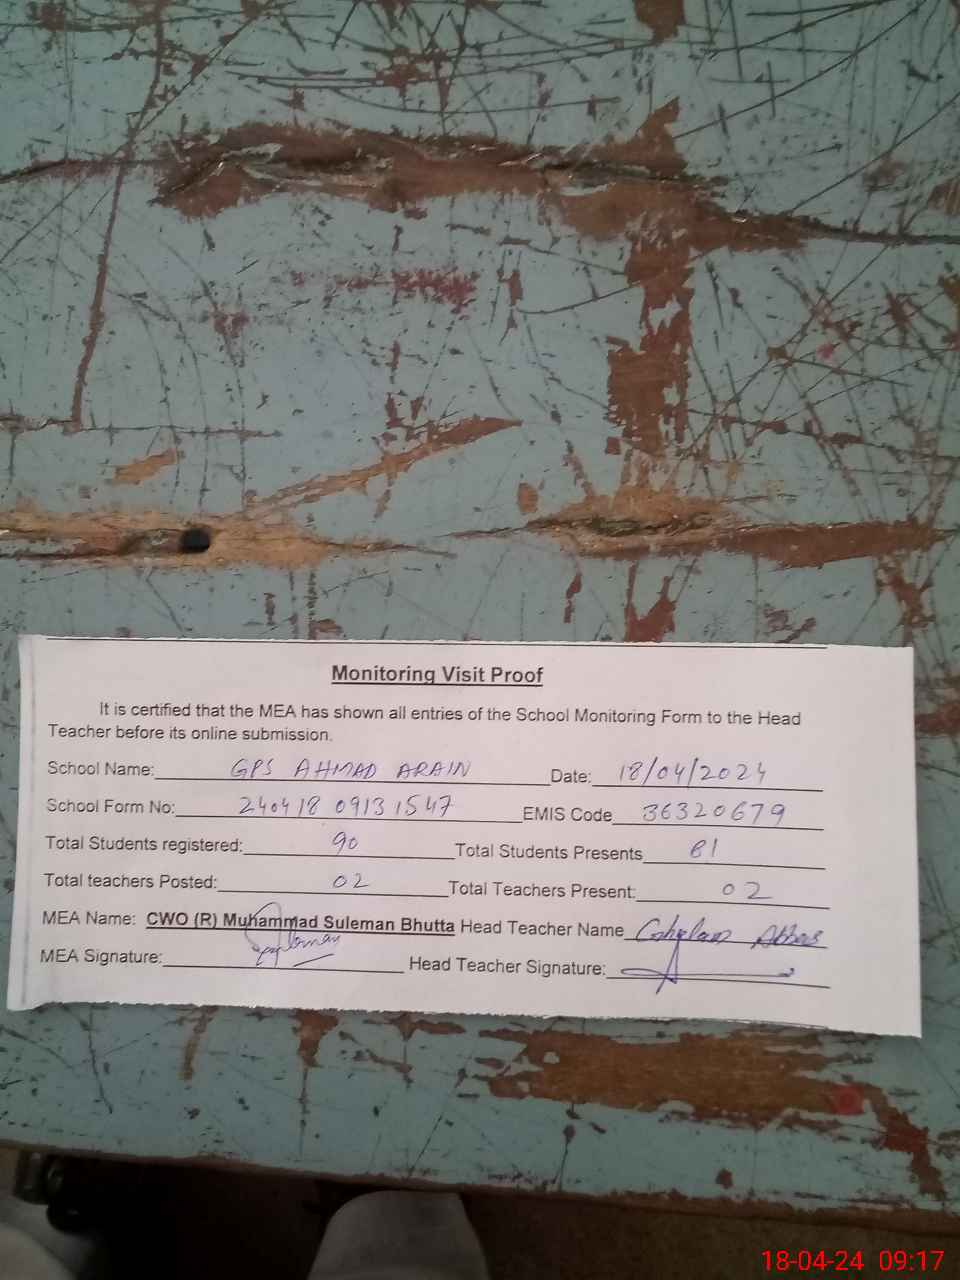 Monitoring Visit Proof
It is certified that the MEA has shown all entries of the School Monitoring Form to the Head
Teacher before its online submission.
School Name: GPS AHMAD ARAIN Date: 18/04/2024
School Form No: 240418 09131547 EMIS Code 36320679
Total Students registered: 90 Total Students Presents 81
Total teachers Posted: 02 Total Teachers Present: 02
MEA Name: CWO (R) Muhammad Suleman Bhutta Head Teacher Name Ghulam Abbas
MEA Signature: Head Teacher Signature:
18-04-24 09:17